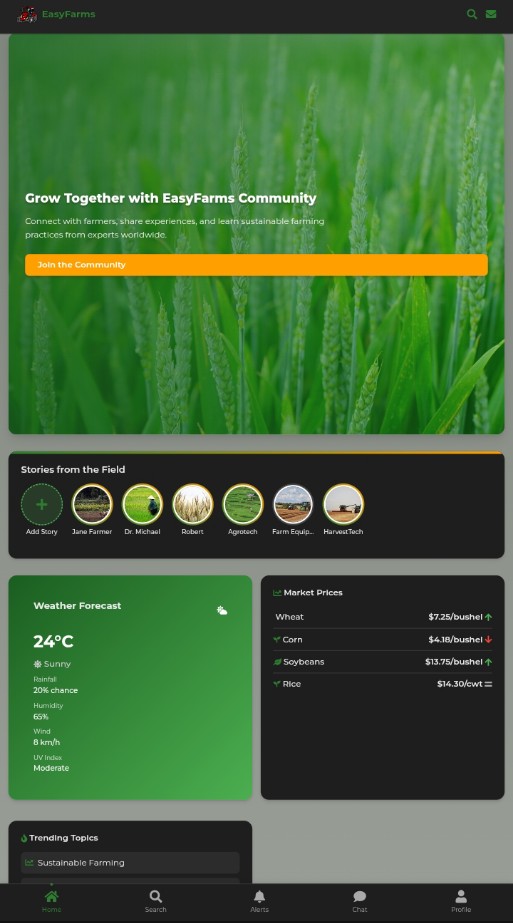 EasyFarms
Grow Together with EasyFarms Community
Connect with farmers, share experiences, and learn sustainable farming
practices from experts worldwide.
Join the Community
Stories from the Field
Add Story
Jane Farmer
Dr. Michael
Robert
Agrotech
Farm Equip...
HarvestTech
Weather Forecast
24°C
Sunny
Rainfall
20% chance
Humidity
65%
Wind
8 km/h
UV Index
Moderate
Market Prices
Wheat $7.25/bushel
Corn $4.18/bushel
Soybeans $13.75/bushel
Rice $14.30/cwt
Trending Topics
Sustainable Farming
Home
Search
Alerts
Chat
Profile